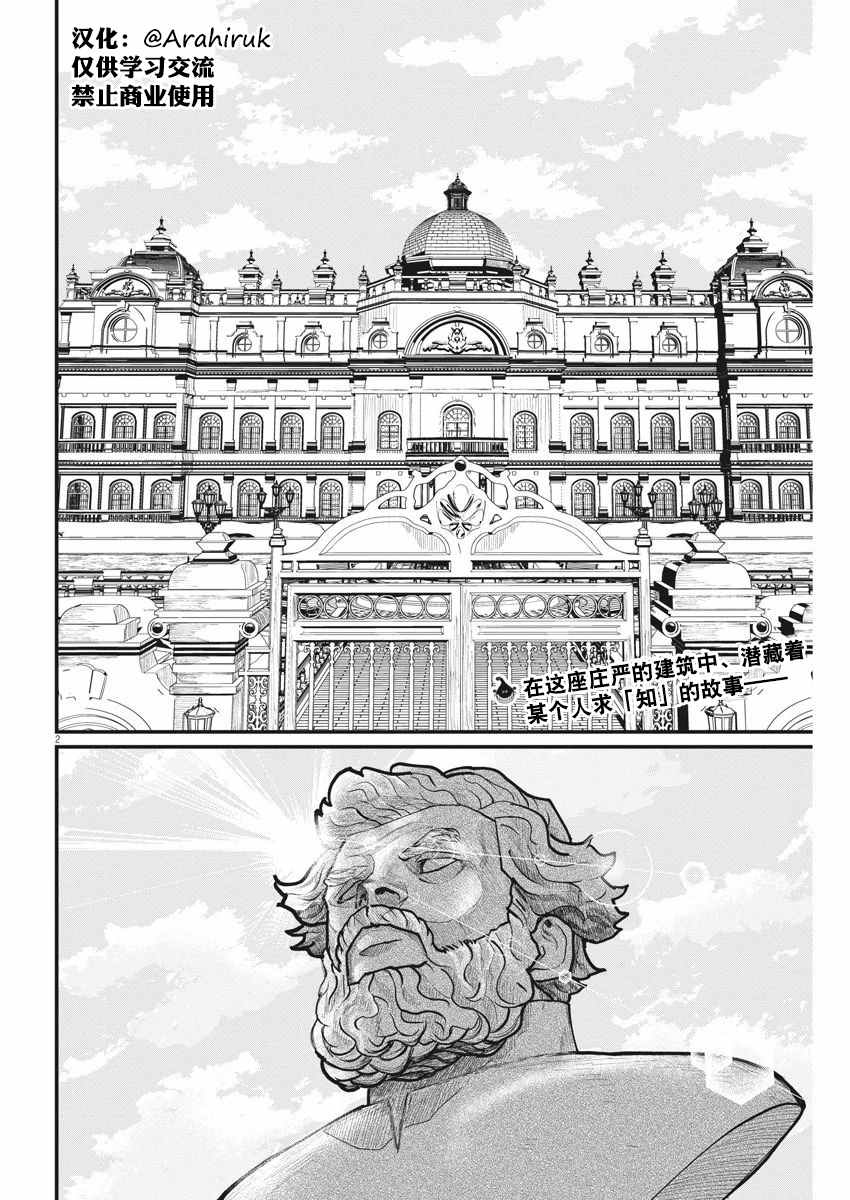 汉化：@Arahiruk
仅供学习交流
禁止商业使用
在这座庄严的建筑中、潜藏着
某个人求「知」的故事——
2